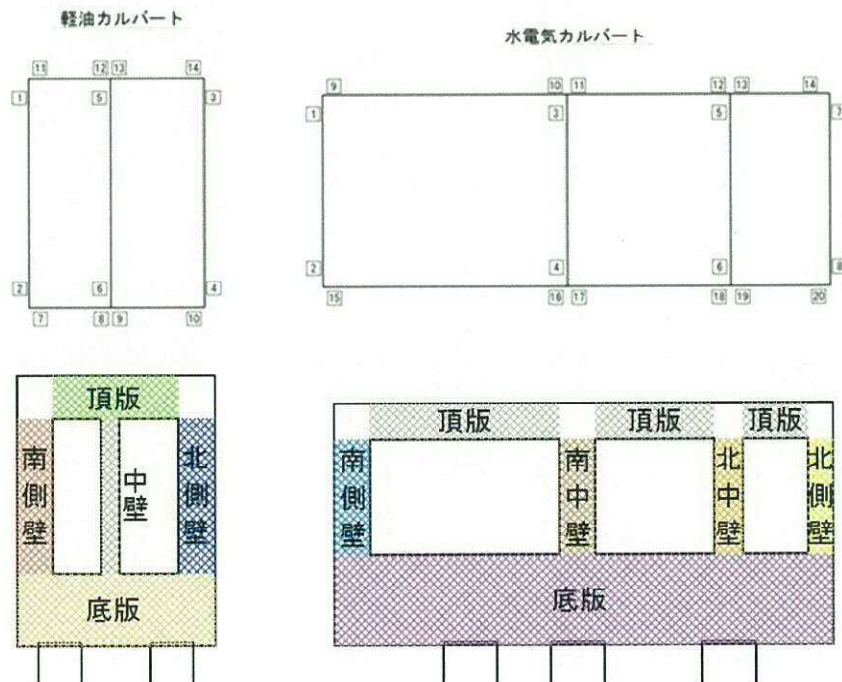 軽油カルバート
水電気カルバート
11 12 13 14
1 5 3
2 6 4
7 8 9 10
9 10 11 12 13 14
1 3 5 7
2 4 6 8
15 16 17 18 19 20
頂版
南側壁
中壁
北側壁
底版
頂版 頂版 頂版
南側壁
南中壁
北中壁
北側壁
底版